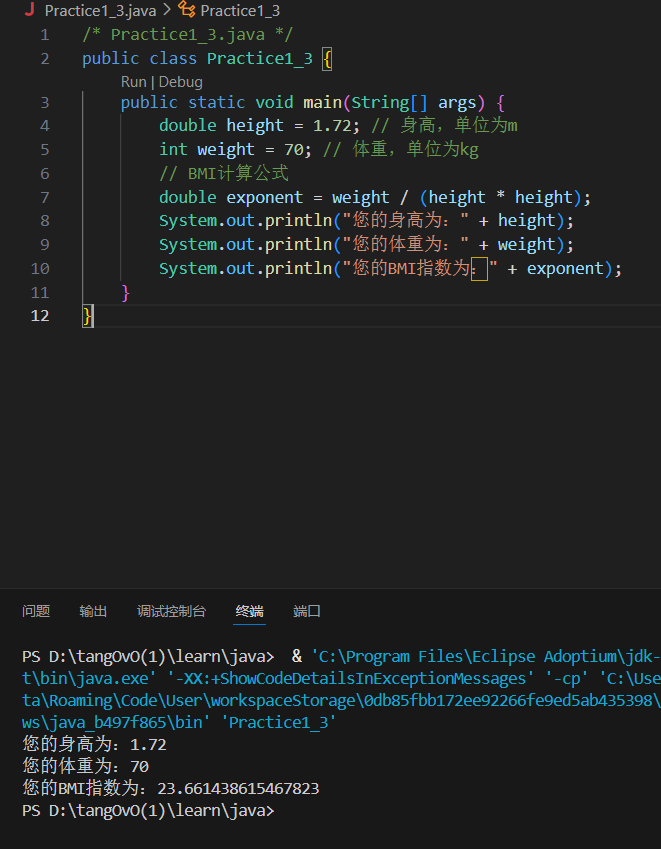 Practice1_3.java > Practice1_3
1 /* Practice1_3.java */
2 public class Practice1_3 {
Run | Debug
3 public static void main(String[] args) {
4 double height = 1.72; // 身高，单位为m
5 int weight = 70; // 体重，单位为kg
6 // BMI计算公式
7 double exponent = weight / (height * height);
8 System.out.println("您的身高为：" + height);
9 System.out.println("您的体重为：" + weight);
10 System.out.println("您的BMI指数为：" + exponent);
11 }
12 }
问题 输出 调试控制台 终端 端口
PS D:\tangOvO(1)\learn\java>  & 'C:\Program Files\Eclipse Adoptium\jdk-
t\bin\java.exe' '-XX:+ShowCodeDetailsInExceptionMessages' '-cp' 'C:\Use
ta\Roaming\Code\User\workspaceStorage\0db85fbb172ee92266fe9ed5ab435398\
ws\java_b497f865\bin' 'Practice1_3'
您的身高为：1.72
您的体重为：70
您的BMI指数为：23.661438615467823
PS D:\tangOvO(1)\learn\java>